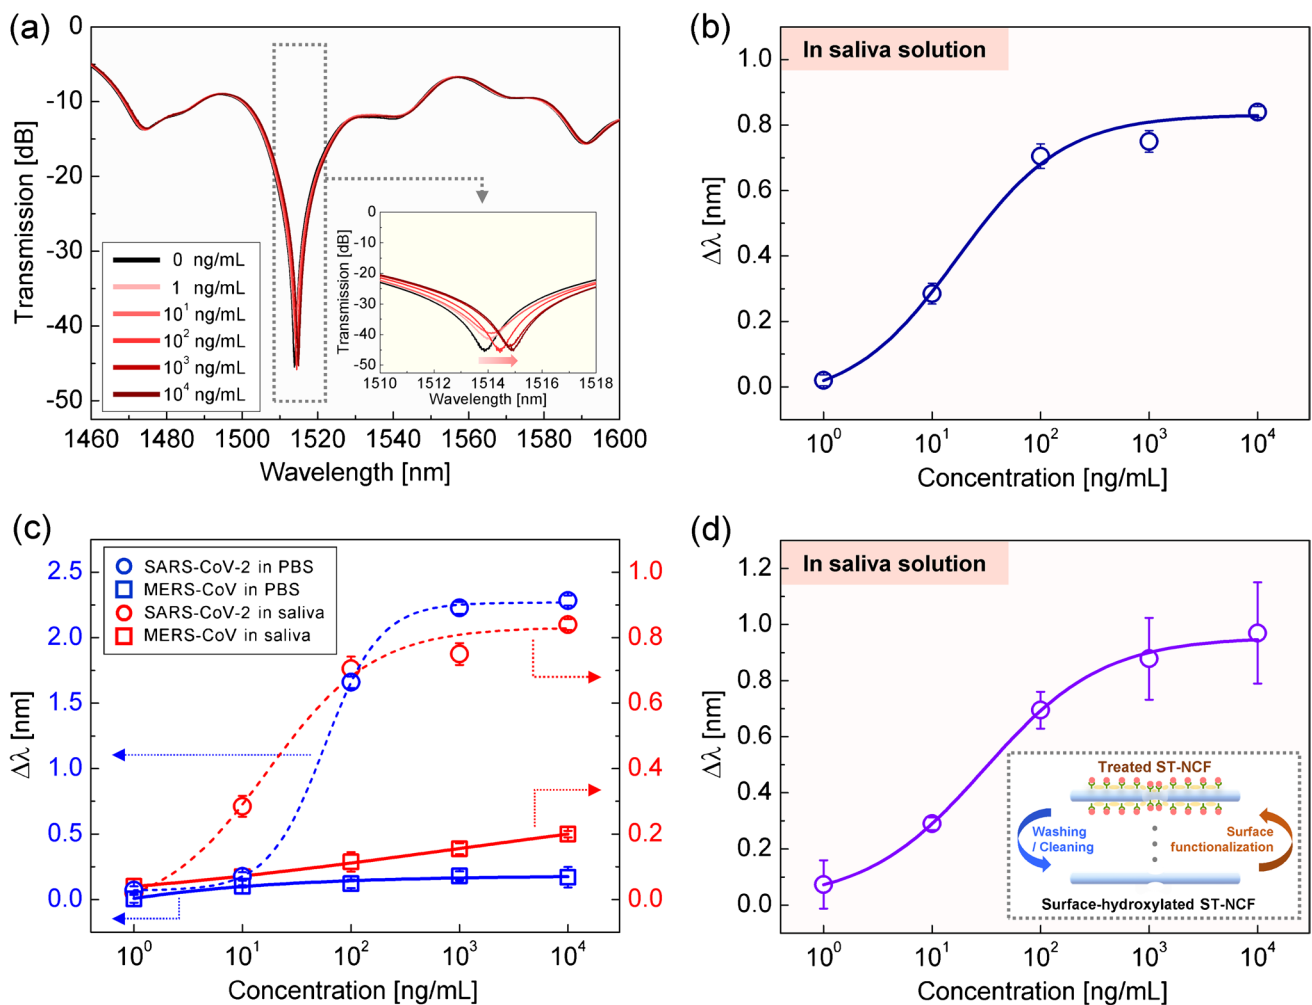 (a)
0
-10
-20
-30
-40
-50
Transmission [dB]
0 ng/mL
1 ng/mL
10¹ ng/mL
10² ng/mL
10³ ng/mL
10⁴ ng/mL
0
-10
-20
-30
-40
-50
Transmission [dB]
1510 1512 1514 1516 1518
Wavelength [nm]
1460 1480 1500 1520 1540 1560 1580 1600
Wavelength [nm]
(b)
In saliva solution
1.0
0.8
0.6
0.4
0.2
0.0
Δλ [nm]
10⁰ 10¹ 10² 10³ 10⁴
Concentration [ng/mL]
(c)
SARS-CoV-2 in PBS
MERS-CoV in PBS
SARS-CoV-2 in saliva
MERS-CoV in saliva
2.5
2.0
1.5
1.0
0.5
0.0
Δλ [nm]
1.0
0.8
0.6
0.4
0.2
0.0
10⁰ 10¹ 10² 10³ 10⁴
Concentration [ng/mL]
(d)
In saliva solution
1.2
1.0
0.8
0.6
0.4
0.2
0.0
Δλ [nm]
Treated ST-NCF
Washing
/ Cleaning
Surface
functionalization
Surface-hydroxylated ST-NCF
10⁰ 10¹ 10² 10³ 10⁴
Concentration [ng/mL]